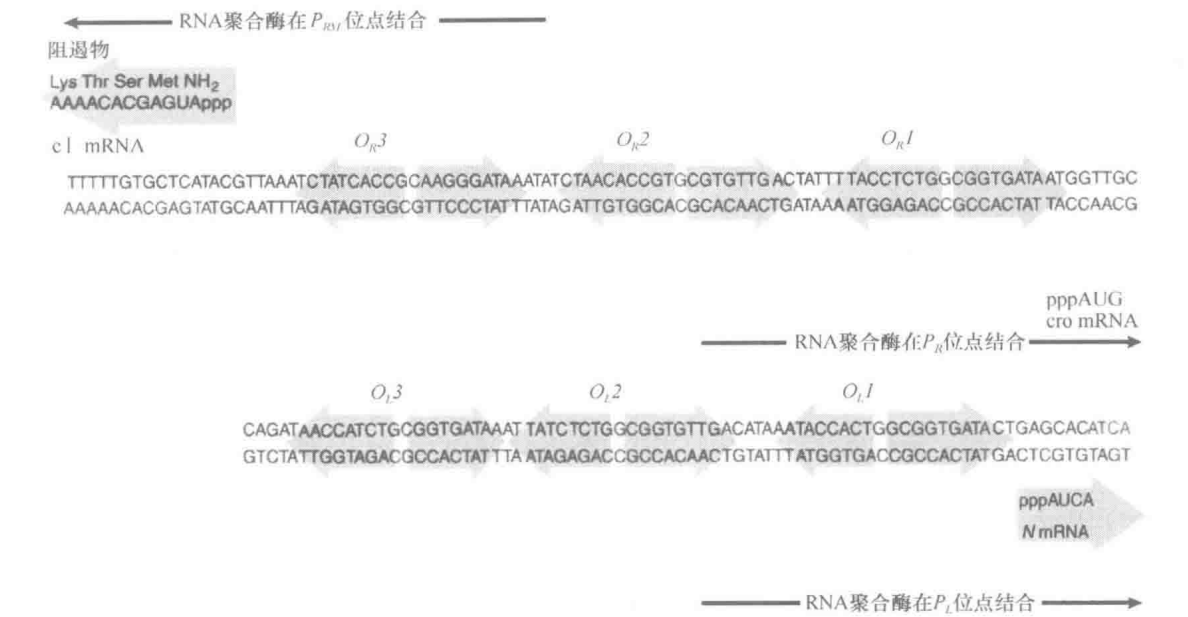 RNA聚合酶在P_RM位点结合
阻遏物
Lys Thr Ser Met NH₂
AAAACACGAGUAppp
cI mRNA
O_R3 O_R2 O_R1
TTTTTGTGCTCATACGTTAAATCTATCACCGCAAGGGATAAATATCTAACACCGTGCGTGTTGACTATTTTACCTCTGGCGGTGATAATGGTTGC
AAAAACACGAGTATGCAATTTAGATAGTGGCGTTCCCTATTTATAGATTGTGGCACGCACAACTGATAAAATGGAGACCGCCACTATTACCAACG
pppAUG
cro mRNA
RNA聚合酶在P_R位点结合
O_L3 O_L2 O_L1
CAGATAACCATCTGCGGTGATAAATTATCTCTGGCGGTGTTGACATAAATACCACTGGCGGTGATACTGAGCACATCA
GTCTATTGGTAGACGCCACTATTTAATAGAGACCGCCACAACTGTATTTATGGTGACCGCCACTATGACTCGTGTAGT
pppAUCA
N mRNA
RNA聚合酶在P_L位点结合